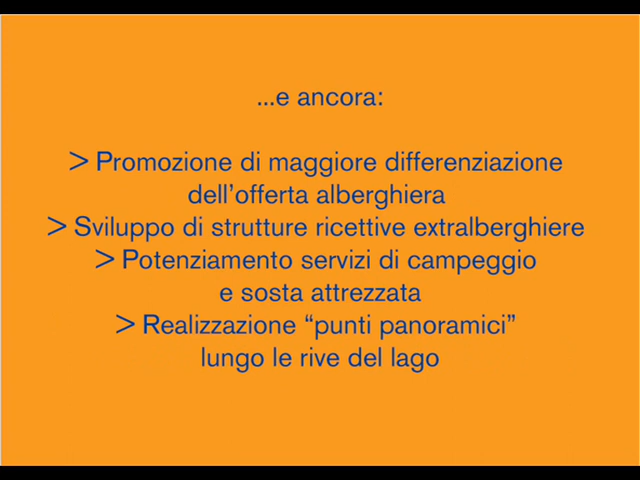 ...e ancora:
> Promozione di maggiore differenziazione
dell’offerta alberghiera
> Sviluppo di strutture ricettive extralberghiere
> Potenziamento servizi di campeggio
e sosta attrezzata
> Realizzazione “punti panoramici”
lungo le rive del lago